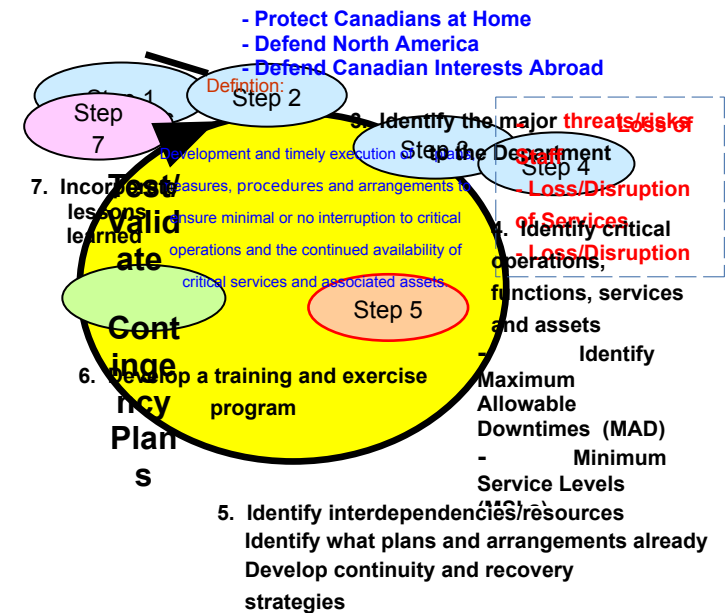 - Protect Canadians at Home
- Defend North America
- Defend Canadian Interests Abroad
Defintion:
Step 1
Step 2
Step
7
3. Identify the major threats/risks
to the Department
Step 3
Step 4
- Loss of
Staff
- Loss/Disruption
of Services
- Loss/Disruption
Development and timely execution of plans,
measures, procedures and arrangements to
ensure minimal or no interruption to critical
operations and the continued availability of
critical services and associated assets.
7. Incorporate
lessons
learned
Test/
Valid
ate
Cont
inge
ncy
Plan
s
4. Identify critical
operations,
functions, services
and assets
- Identify
Maximum
Allowable
Downtimes (MAD)
- Minimum
Service Levels
Step 5
6. Develop a training and exercise
program
5. Identify interdependencies/resources
Identify what plans and arrangements already
Develop continuity and recovery
strategies